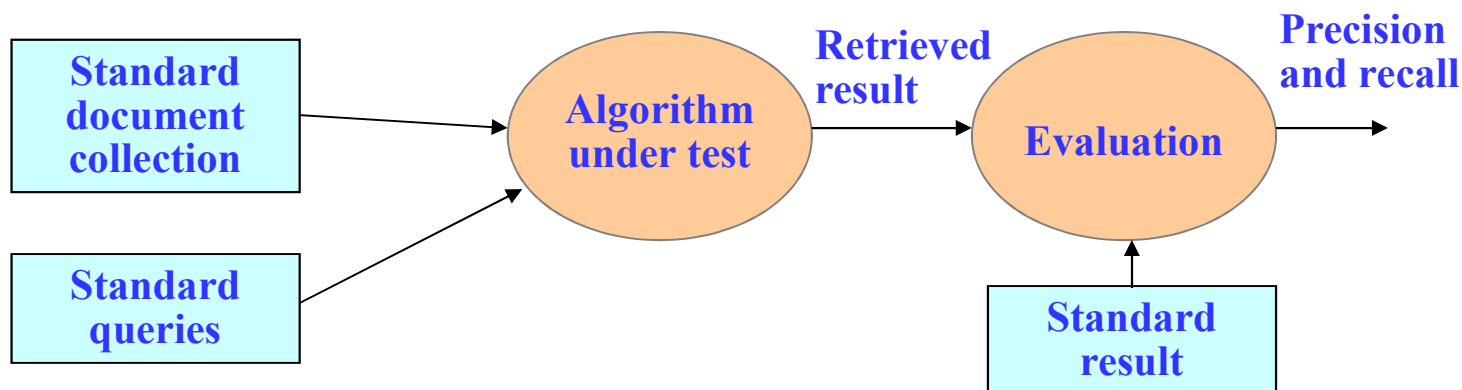 Standard
document
collection
Standard
queries
Algorithm
under test
Retrieved
result
Evaluation
Precision
and recall
Standard
result